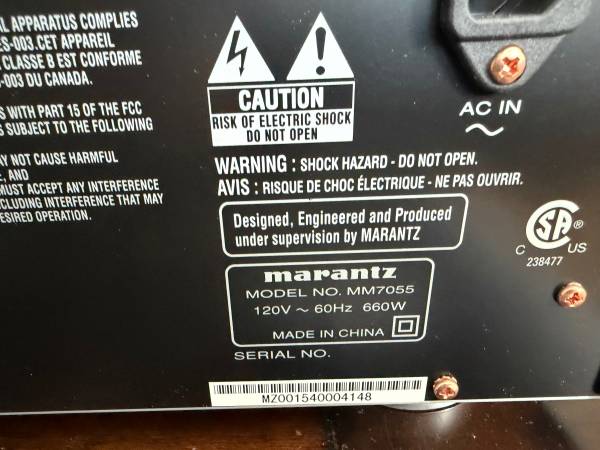 L APPARATUS COMPLIES
ES-003.CET APPAREIL
CLASSE B EST CONFORME
-003 DU CANADA.
S WITH PART 15 OF THE FCC
S SUBJECT TO THE FOLLOWING
AY NOT CAUSE HARMFUL
, AND
MUST ACCEPT ANY INTERFERENCE
CLUDING INTERFERENCE THAT MAY
ESIRED OPERATION.
CAUTION
RISK OF ELECTRIC SHOCK
DO NOT OPEN
AC IN
WARNING : SHOCK HAZARD - DO NOT OPEN.
AVIS : RISQUE DE CHOC ÉLECTRIQUE - NE PAS OUVRIR.
Designed, Engineered and Produced
under supervision by MARANTZ
SA ®
C US
238477
marantz
MODEL NO. MM7055
120V ~ 60Hz 660W
MADE IN CHINA
SERIAL NO.
MZ001540004148